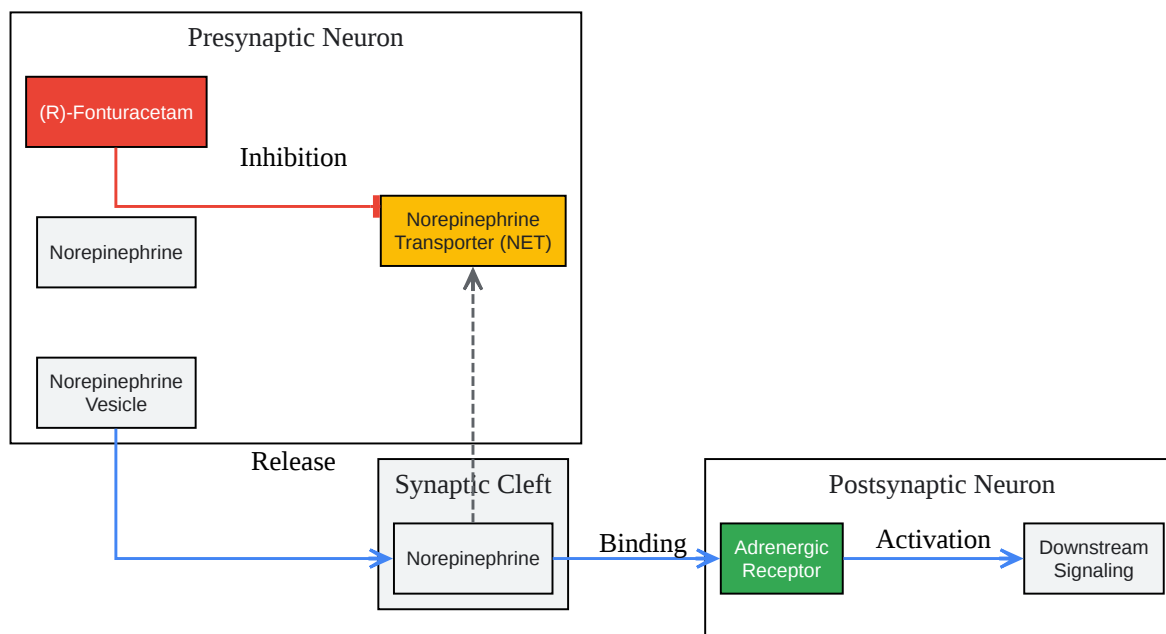 Presynaptic Neuron
(R)-Fonturacetam
Inhibition
Norepinephrine
Transporter (NET)
Norepinephrine
Norepinephrine
Vesicle
Release
Synaptic Cleft
Norepinephrine
Binding
Postsynaptic Neuron
Adrenergic
Receptor
Activation
Downstream
Signaling